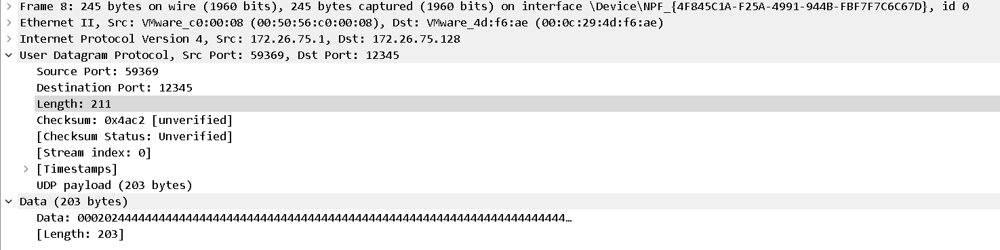 Frame 8: 245 bytes on wire (1960 bits), 245 bytes captured (1960 bits) on interface \Device\NPF_{4F845C1A-F25A-4991-944B-FBF7F7C6C67D}, id 0
Ethernet II, Src: VMware_c0:00:08 (00:50:56:c0:00:08), Dst: VMware_4d:f6:ae (00:0c:29:4d:f6:ae)
Internet Protocol Version 4, Src: 172.26.75.1, Dst: 172.26.75.128
User Datagram Protocol, Src Port: 59369, Dst Port: 12345
Source Port: 59369
Destination Port: 12345
Length: 211
Checksum: 0x4ac2 [unverified]
[Checksum Status: Unverified]
[Stream index: 0]
[Timestamps]
UDP payload (203 bytes)
Data (203 bytes)
Data: 000202444444444444444444444444444444444444444444444444444444444444444444…
[Length: 203]